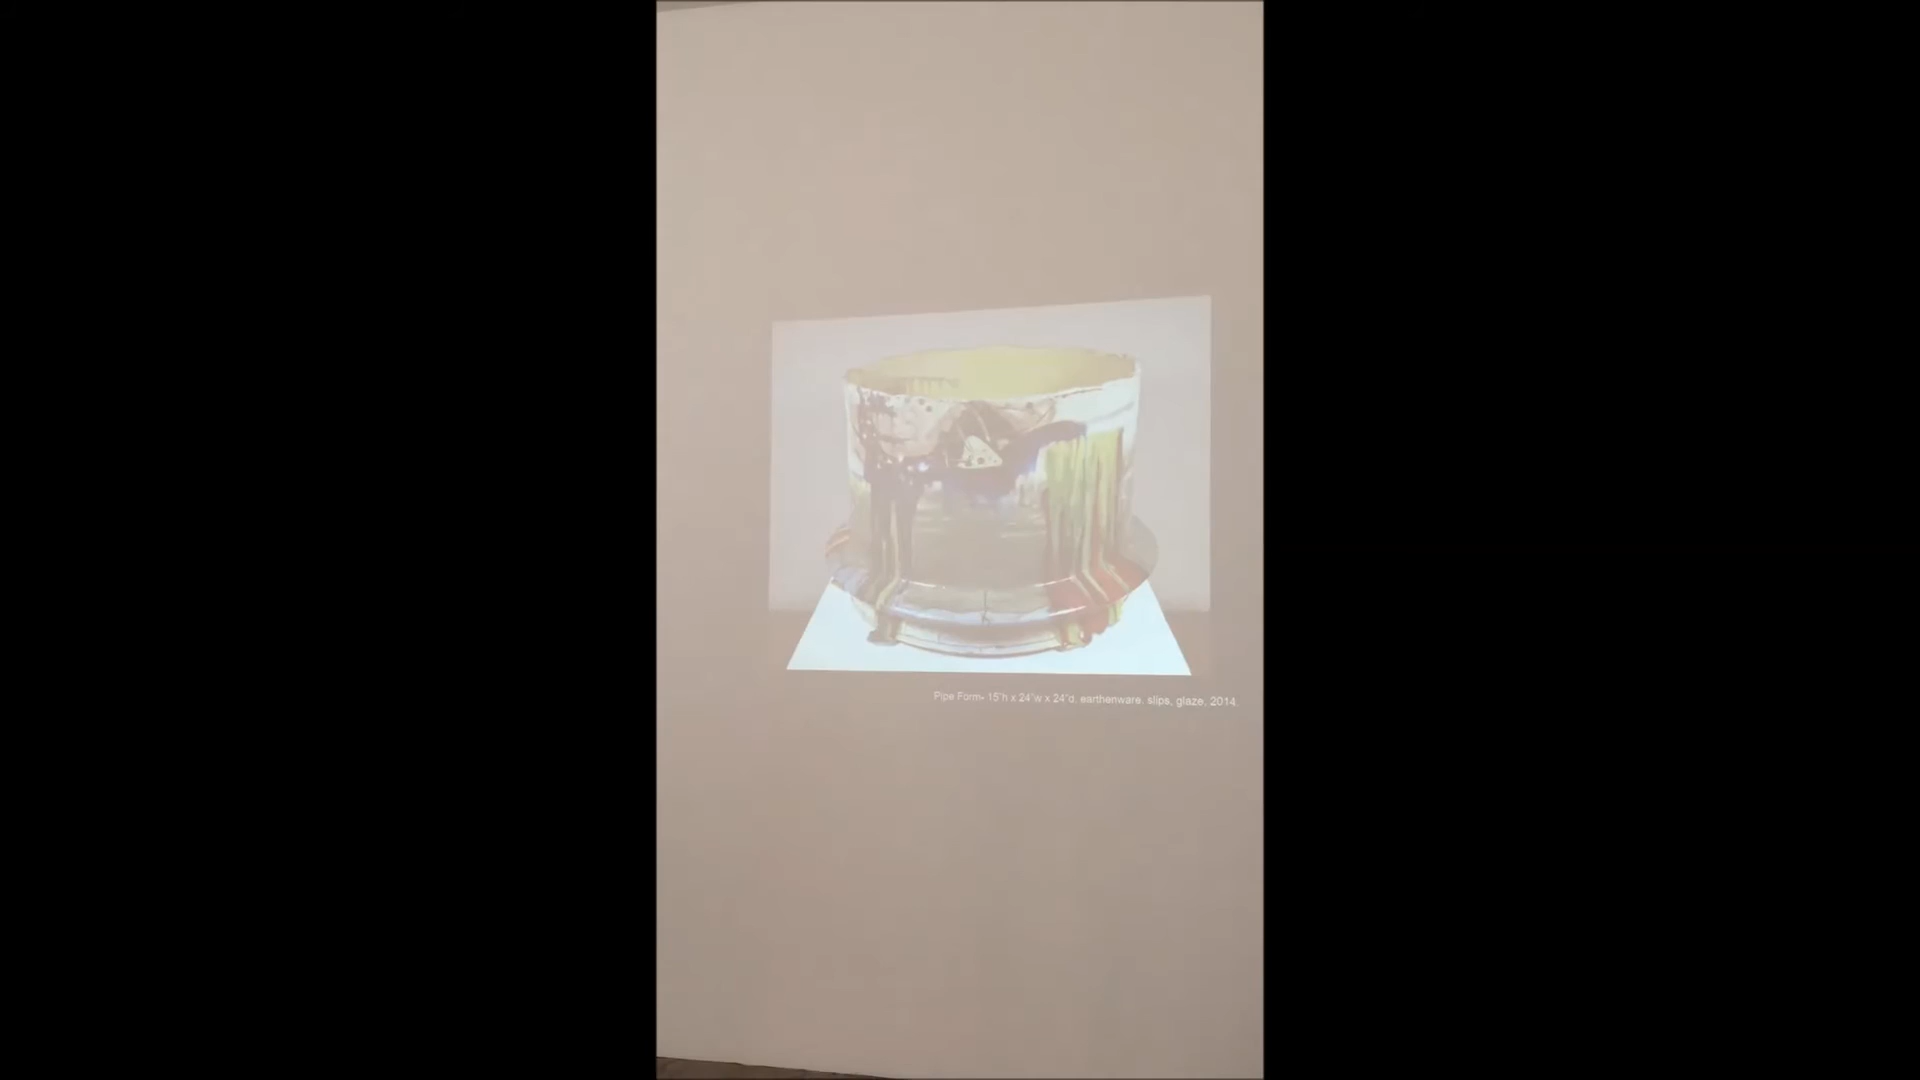 Pipe Form- 15"h x 24"w x 24"d, earthenware. slips, glaze, 2014.